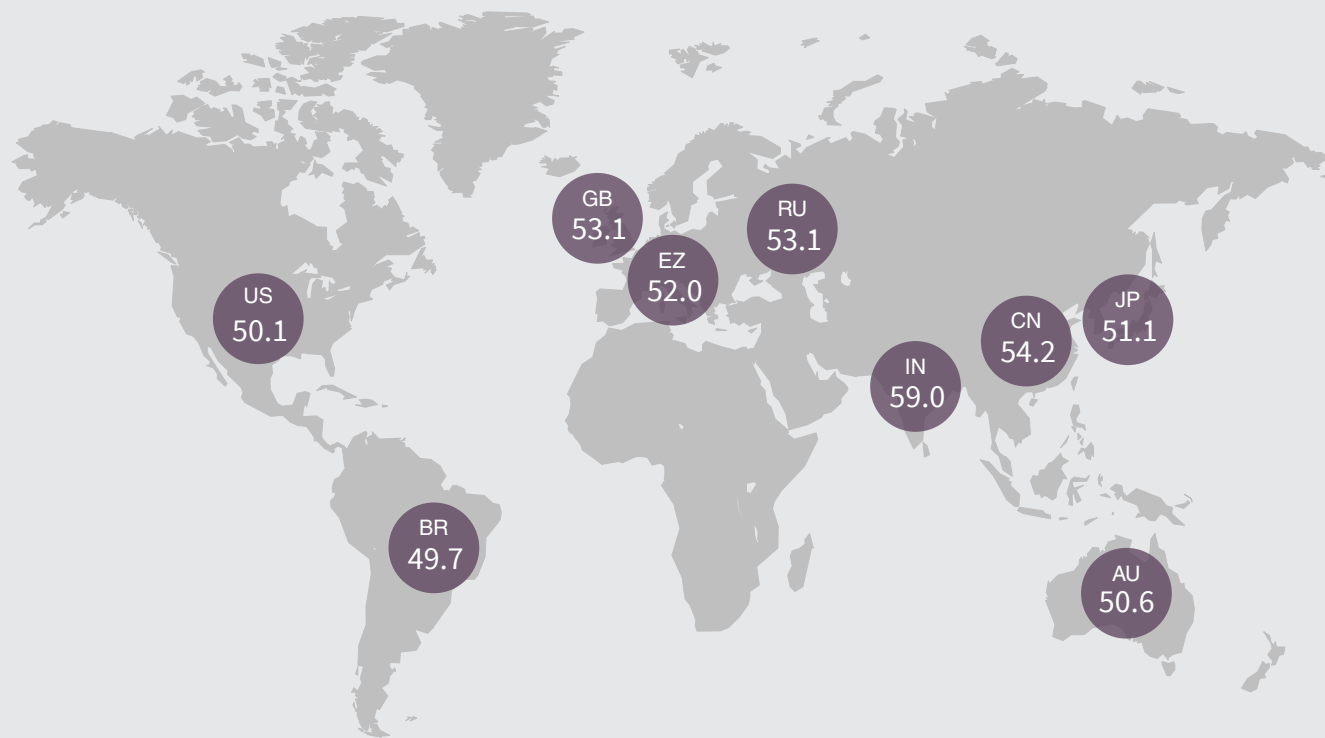 GB
53.1
RU
53.1
EZ
52.0
US
50.1
JP
51.1
CN
54.2
IN
59.0
BR
49.7
AU
50.6